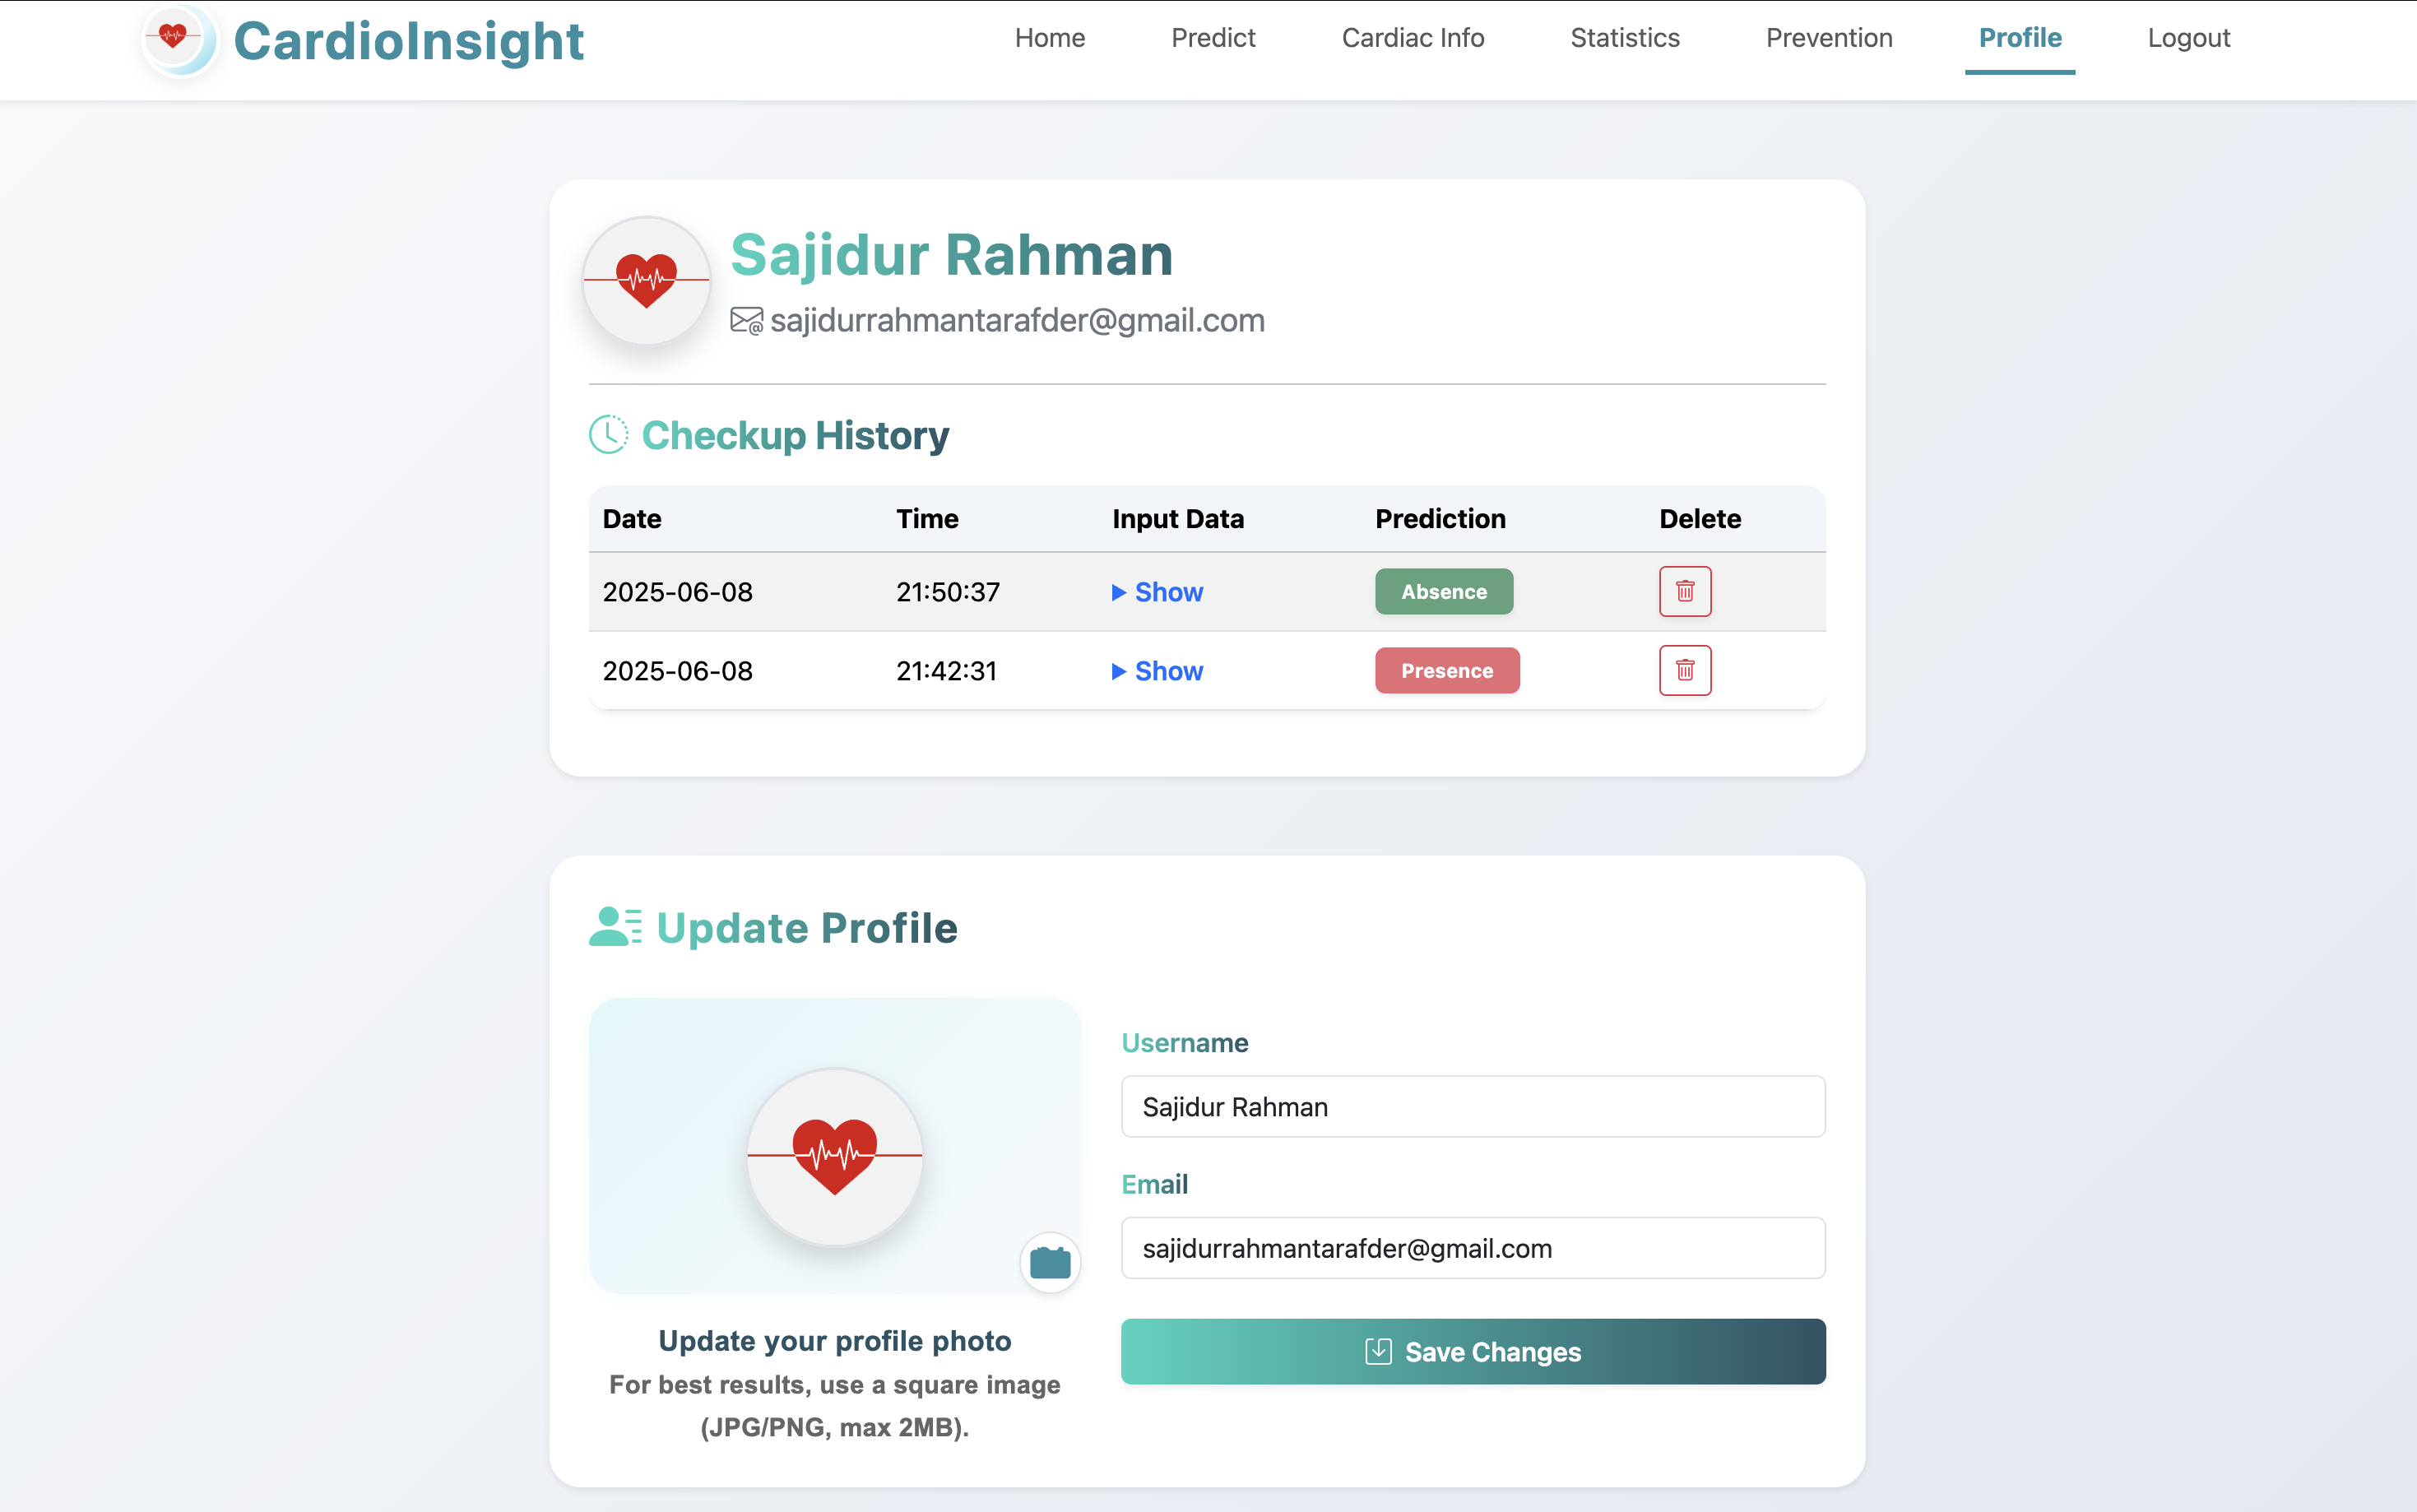 CardioInsight
Home Predict Cardiac Info Statistics Prevention Profile Logout
Sajidur Rahman
sajidurrahmantarafder@gmail.com
Checkup History
Date Time Input Data Prediction Delete
2025-06-08 21:50:37 Show Absence
2025-06-08 21:42:31 Show Presence
Update Profile
Update your profile photo
For best results, use a square image
(JPG/PNG, max 2MB).
Username
Sajidur Rahman
Email
sajidurrahmantarafder@gmail.com
Save Changes